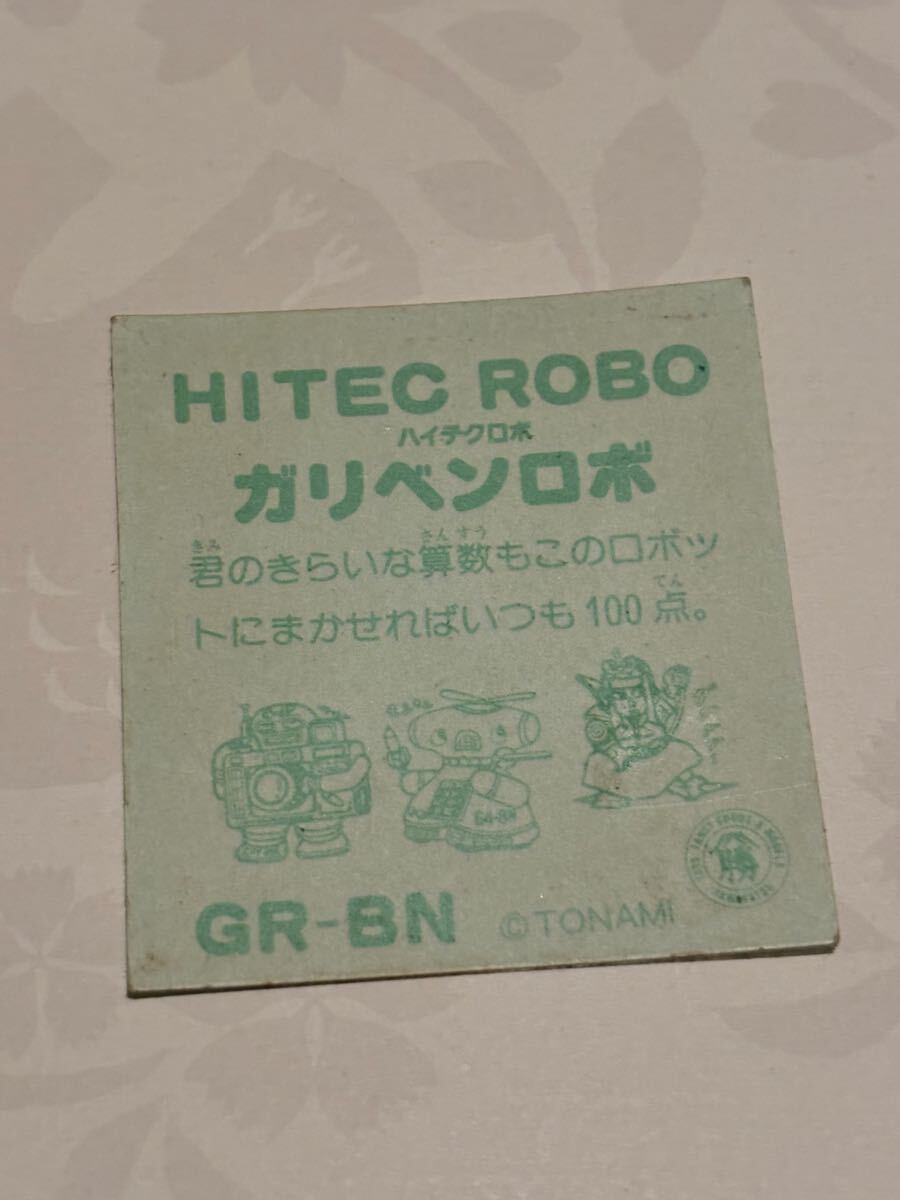 HITEC ROBO
ハイテクロボ
ガリベンロボ
君のきらいな算数もこのロボッ
トにまかせればいつも100点。
GR-BN
©TONAMI